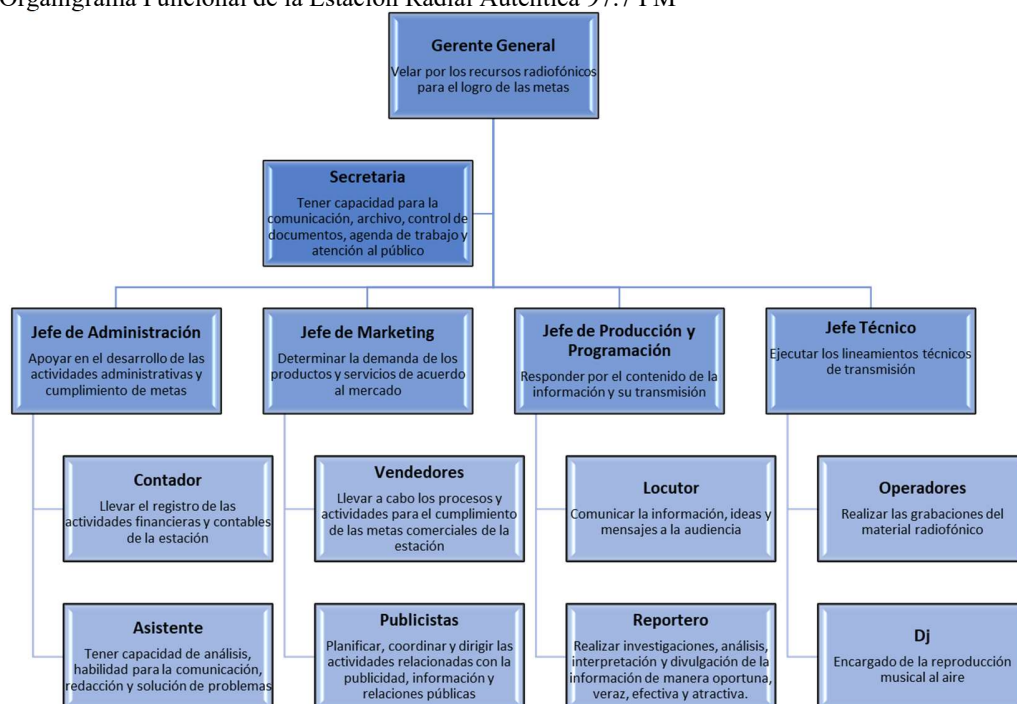 Organigrama Funcional de la Estación Radial Auténtica 97.7 FM
Gerente General
Velar por los recursos radiofónicos
para el logro de las metas
Secretaria
Tener capacidad para la
comunicación, archivo, control de
documentos, agenda de trabajo y
atención al público
Jefe de Administración
Apoyar en el desarrollo de las
actividades administrativas y
cumplimiento de metas
Jefe de Marketing
Determinar la demanda de los
productos y servicios de acuerdo
al mercado
Jefe de Producción y
Programación
Responder por el contenido de la
información y su transmisión
Jefe Técnico
Ejecutar los lineamientos técnicos
de transmisión
Contador
Llevar el registro de las
actividades financieras y contables
de la estación
Vendedores
Llevar a cabo los procesos y
actividades para el cumplimiento
de las metas comerciales de la
estación
Locutor
Comunicar la información, ideas y
mensajes a la audiencia
Operadores
Realizar las grabaciones del
material radiofónico
Asistente
Tener capacidad de análisis,
habilidad para la comunicación,
redacción y solución de problemas
Publicistas
Planificar, coordinar y dirigir las
actividades relacionadas con la
publicidad, información y
relaciones públicas
Reportero
Realizar investigaciones, análisis,
interpretación y divulgación de la
información de manera oportuna,
veraz, efectiva y atractiva.
Dj
Encargado de la reproducción
musical al aire